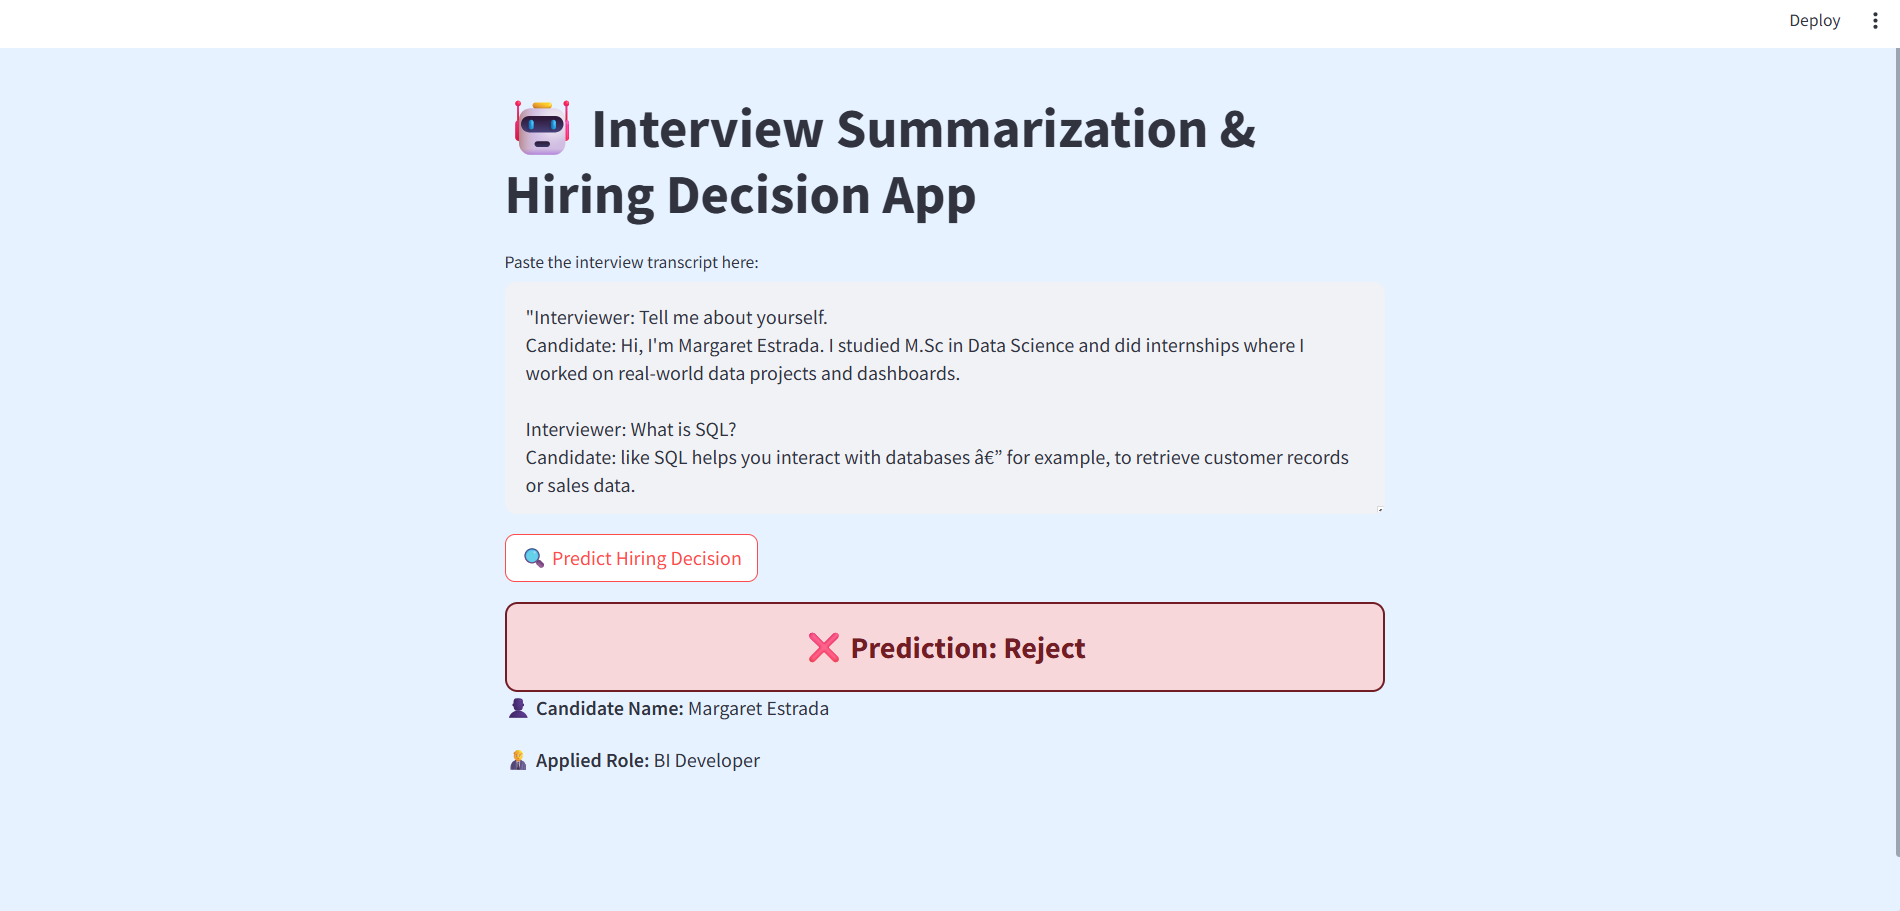 Deploy
Interview Summarization &
Hiring Decision App
Paste the interview transcript here:
"Interviewer: Tell me about yourself.
Candidate: Hi, I'm Margaret Estrada. I studied M.Sc in Data Science and did internships where I
worked on real-world data projects and dashboards.
Interviewer: What is SQL?
Candidate: like SQL helps you interact with databases â€” for example, to retrieve customer records
or sales data.
Predict Hiring Decision
Prediction: Reject
Candidate Name: Margaret Estrada
Applied Role: BI Developer